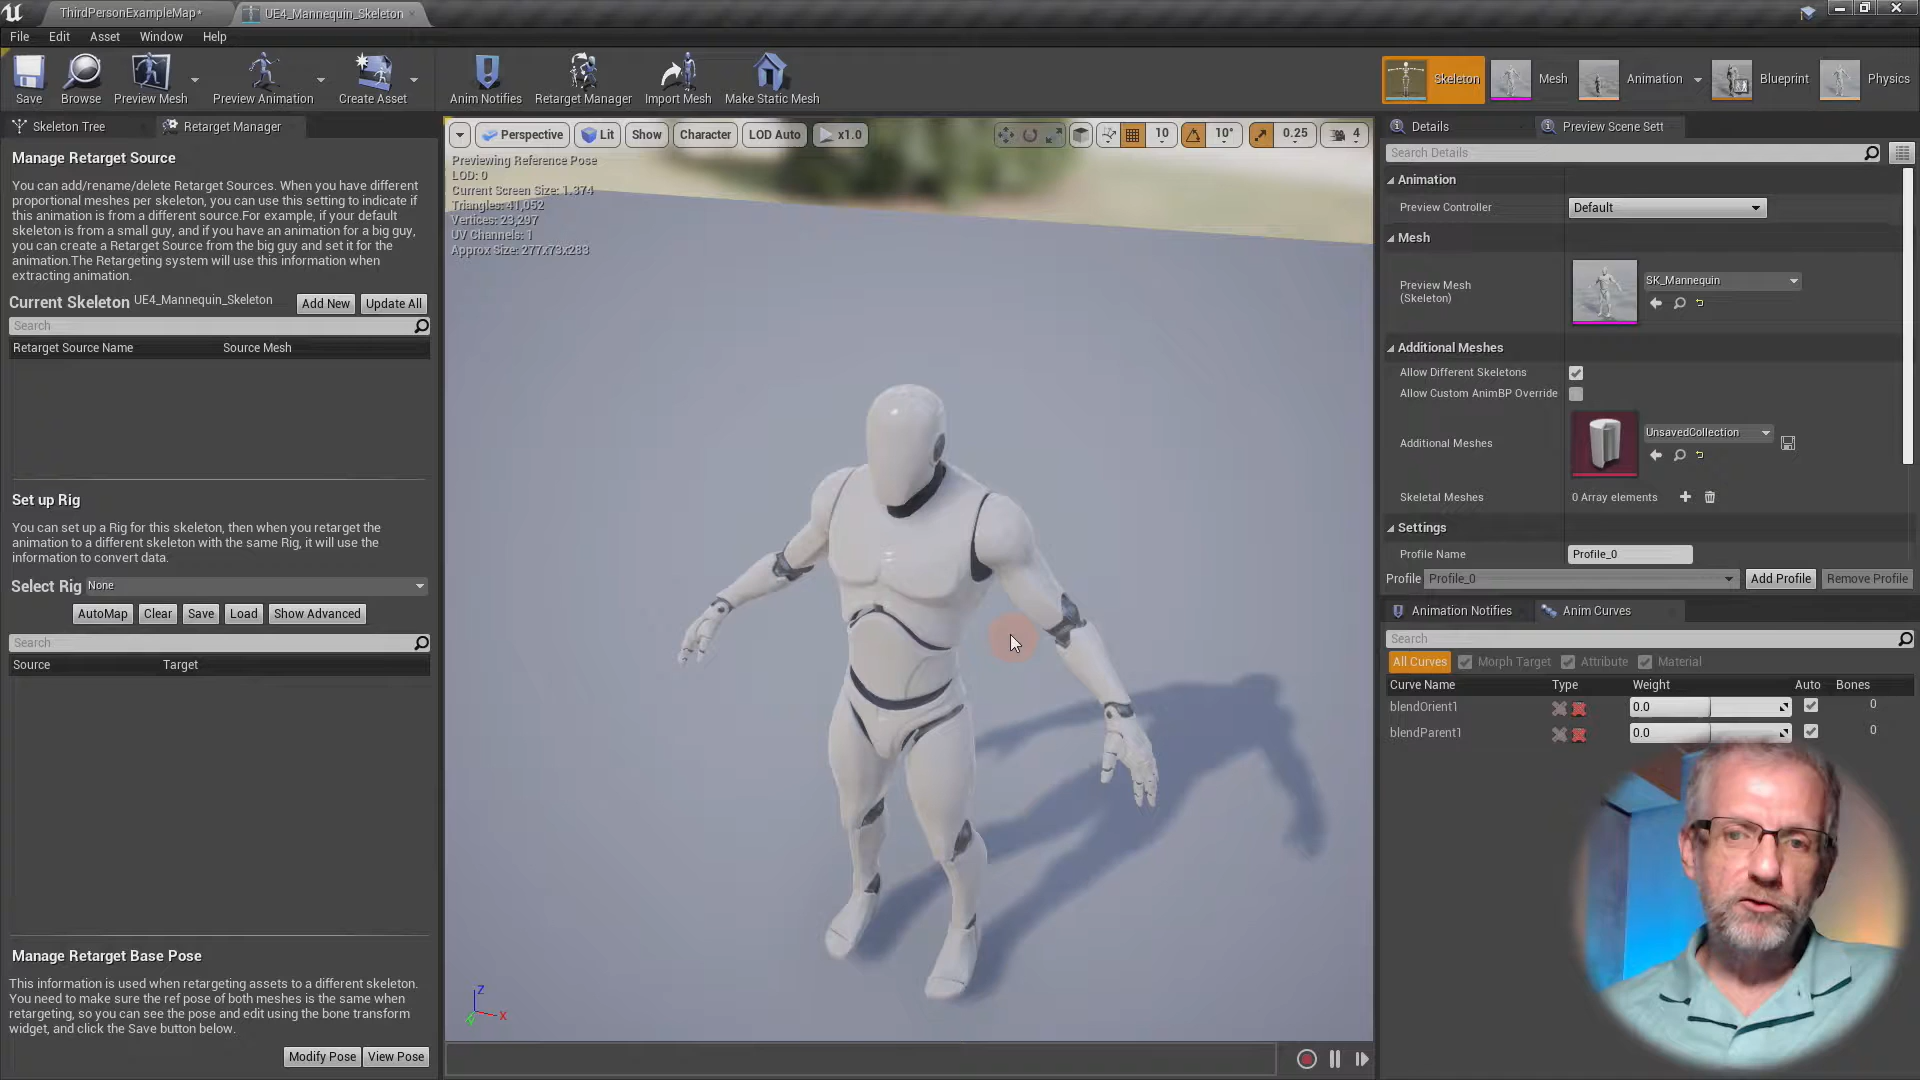 ThirdPersonExampleMap*
UE4_Mannequin_Skeleton
File Edit Asset Window Help
Save
Browse
Preview Mesh
Preview Animation
Create Asset
Anim Notifies
Retarget Manager
Import Mesh
Make Static Mesh
Skeleton
Mesh
Animation
Blueprint
Physics
Skeleton Tree
Retarget Manager
Manage Retarget Source
You can add/rename/delete Retarget Sources. When you have different
proportional meshes per skeleton, you can use this setting to indicate if
this animation is from a different source.For example, if your default
skeleton is from a small guy, and if you have an animation for a big guy,
you can create a Retarget Source from the big guy and set it for the
animation.The Retargeting system will use this information when
extracting animation.
Current Skeleton UE4_Mannequin_Skeleton Add New Update All
Search
Retarget Source Name Source Mesh
Set up Rig
You can set up a Rig for this skeleton, then when you retarget the
animation to a different skeleton with the same Rig, it will use the
information to convert data.
Select Rig None
AutoMap Clear Save Load Show Advanced
Search
Source Target
Manage Retarget Base Pose
This information is used when retargeting assets to a different skeleton.
You need to make sure the ref pose of both meshes is the same when
retargeting, so you can see the pose and edit using the bone transform
widget, and click the Save button below.
Modify Pose View Pose
Perspective Lit Show Character LOD Auto x1.0 10 10° 0.25 4
Previewing Reference Pose
LOD: 0
Current Screen Size: 1.374
Triangles: 41,052
Vertices: 23,297
UV Channels: 1
Approx Size: 277x73x283
Z
X
Y
Details
Preview Scene Sett
Search Details
Animation
Preview Controller Default
Mesh
Preview Mesh
(Skeleton)
SK_Mannequin
Additional Meshes
Allow Different Skeletons
Allow Custom AnimBP Override
Additional Meshes UnsavedCollection
Skeletal Meshes 0 Array elements
Settings
Profile Name Profile_0
Profile Profile_0 Add Profile Remove Profile
Animation Notifies
Anim Curves
Search
All Curves Morph Target Attribute Material
Curve Name Type Weight Auto Bones
blendOrient1 0.0 0
blendParent1 0.0 0